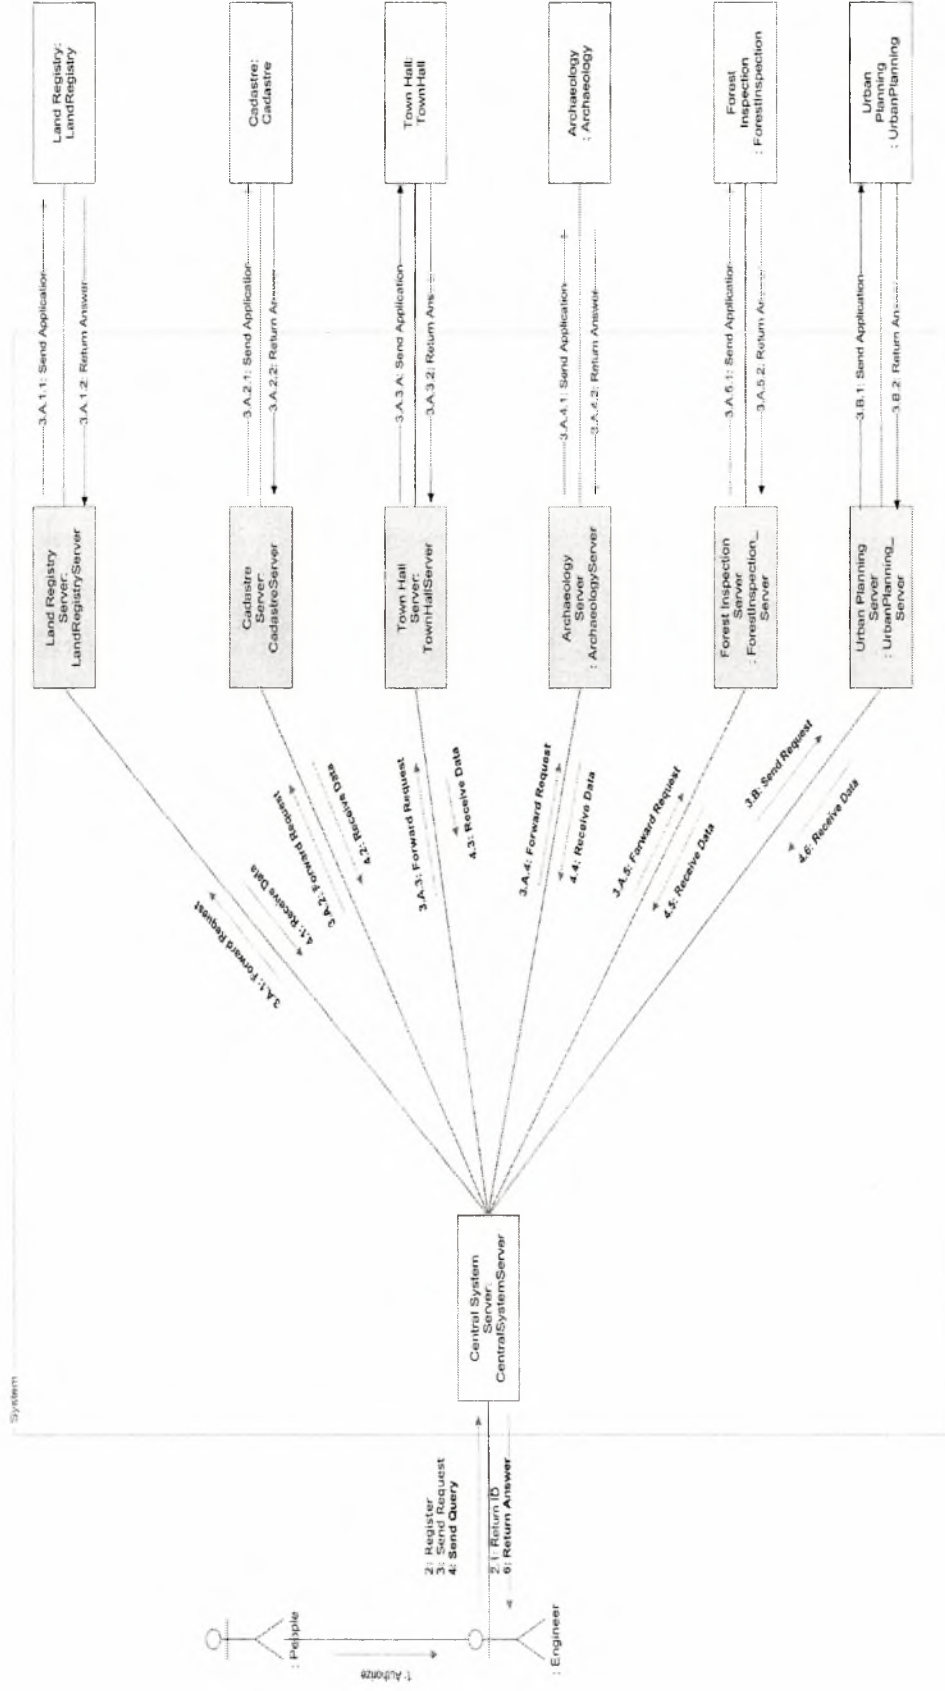 System
: People
1: Authorize
: Engineer
2: Register
3: Send Request
4: Send Query
2.1: Return ID
6: Return Answer
Central System
Server:
CentralSystemServer
3.A.1: Forward Request
4.1: Receive Data
3.A.2: Forward Request
4.2: Receive Data
3.A.3: Forward Request
4.3: Receive Data
3.A.4: Forward Request
4.4: Receive Data
3.A.5: Forward Request
4.5: Receive Data
3.B: Send Request
4.6: Receive Data
Land Registry
Server:
LandRegistryServer
Cadastre
Server:
CadastreServer
Town Hall
Server:
TownHallServer
Archaeology
Server
: ArchaeologyServer
Forest Inspection
Server
: ForestInspection_
Server
Urban Planning
Server
: UrbanPlanning_
Server
3.A.1.1: Send Application
3.A.1.2: Return Answer
3.A.2.1: Send Application
3.A.2.2: Return Answer
3.A.3.A: Send Application
3.A.3.2: Return Ans
3.A.4.1: Send Application
3.A.4.2: Return Answer
3.A.5.1: Send Application
3.A.5.2: Return Answ
3.B.1: Send Application
3.B.2: Return Ans
Land Registry:
LandRegistry
Cadastre:
Cadastre
Town Hall:
TownHall
Archaeology
: Archaeology
Forest
Inspection
: ForestInspection
Urban
Planning
: UrbanPlanning